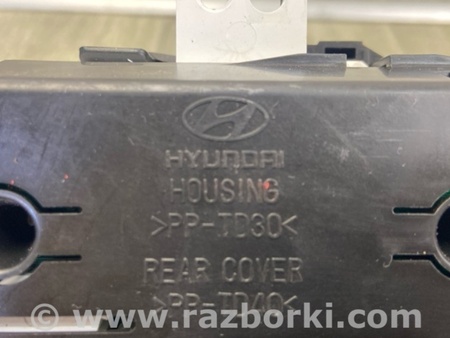 HYUNDAI
HOUSING
>PP-TD30<
REAR COVER
>PP-TD40<
www.razborki.com